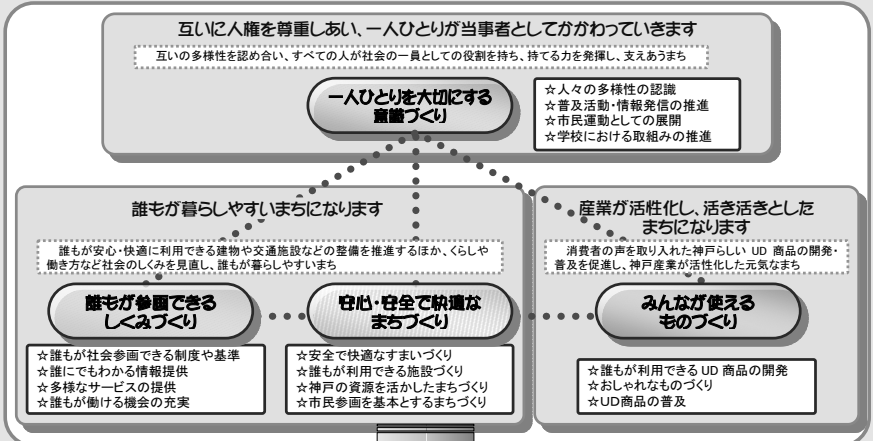 互いに人権を尊重しあい、一人ひとりが当事者としてかかわっていきます
互いの多様性を認め合い、すべての人が社会の一員としての役割を持ち、持てる力を発揮し、支えあうまち
一人ひとりを大切にする
意識づくり
☆人々の多様性の認識
☆普及活動・情報発信の推進
☆市民運動としての展開
☆学校における取組みの推進
誰もが暮らしやすいまちになります
誰もが安心・快適に利用できる建物や交通施設などの整備を推進するほか、くらしや
働き方など社会のしくみを見直し、誰もが暮らしやすいまち
誰もが参画できる
しくみづくり
☆誰もが社会参画できる制度や基準
☆誰にでもわかる情報提供
☆多様なサービスの提供
☆誰もが働ける機会の充実
安心・安全で快適な
まちづくり
☆安全で快適なすまいづくり
☆誰もが利用できる施設づくり
☆神戸の資源を活かしたまちづくり
☆市民参画を基本とするまちづくり
産業が活性化し、活き活きとした
まちになります
消費者の声を取り入れた神戸らしい UD 商品の開発・
普及を促進し、神戸産業が活性化した元気なまち
みんなが使える
ものづくり
☆誰もが利用できる UD 商品の開発
☆おしゃれなものづくり
☆UD商品の普及